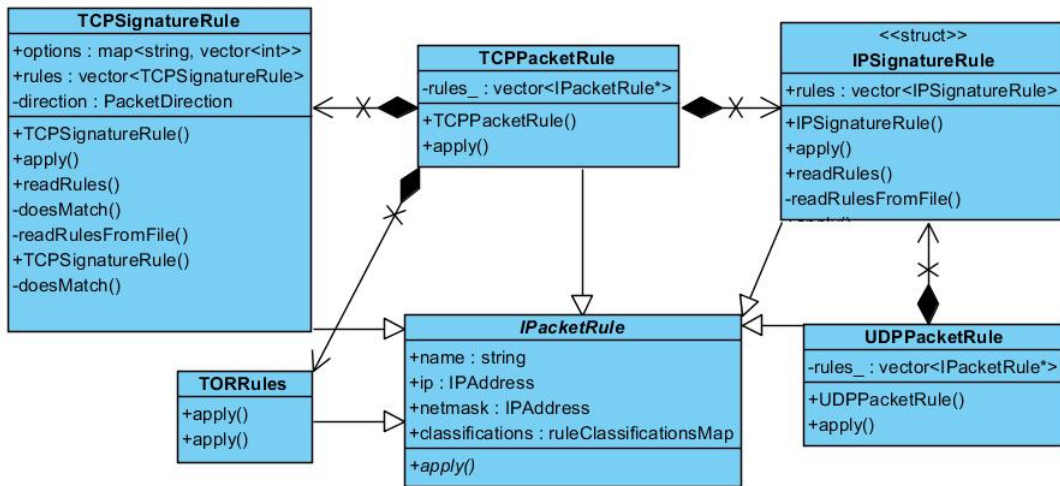 TCPSignatureRule
+options : map<string, vector<int>>
+rules : vector<TCPSignatureRule>
-direction : PacketDirection
+TCPSignatureRule()
+apply()
+readRules()
-doesMatch()
-readRulesFromFile()
+TCPSignatureRule()
-doesMatch()
TCPPacketRule
-rules_ : vector<IPacketRule*>
+TCPPacketRule()
+apply()
<<struct>>
IPSignatureRule
+rules : vector<IPSignatureRule>
+IPSignatureRule()
+apply()
+readRules()
-readRulesFromFile()
+apply()
TORRules
+apply()
+apply()
IPacketRule
+name : string
+ip : IPAddress
+netmask : IPAddress
+classifications : ruleClassificationsMap
+apply()
UDPPacketRule
-rules_ : vector<IPacketRule*>
+UDPPacketRule()
+apply()